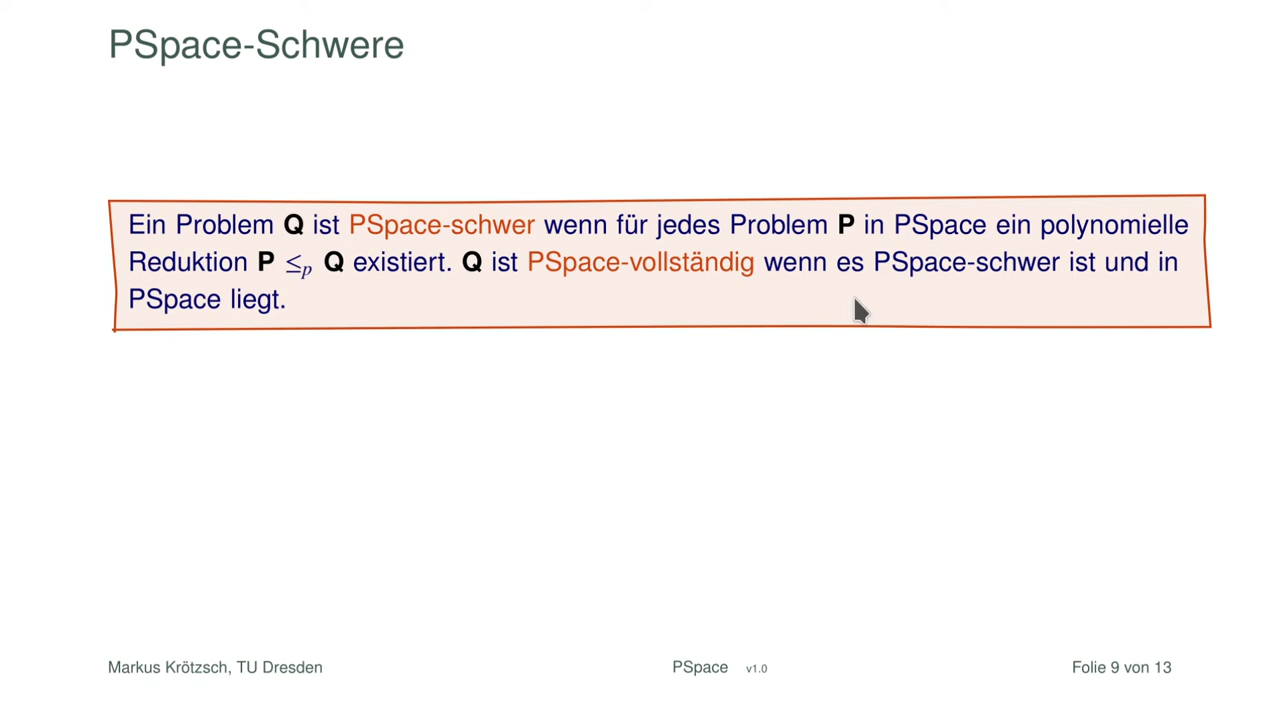 PSpace-Schwere
Ein Problem Q ist PSpace-schwer wenn für jedes Problem P in PSpace ein polynomielle
Reduktion P ≤p Q existiert. Q ist PSpace-vollständig wenn es PSpace-schwer ist und in
PSpace liegt.
Markus Krötzsch, TU Dresden PSpace v1.0 Folie 9 von 13